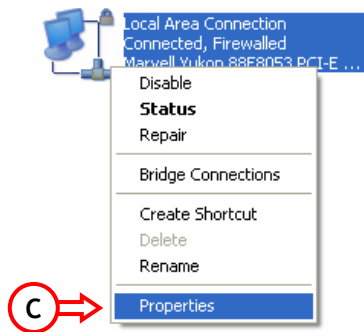 Local Area Connection
Connected, Firewalled
Marvell Yukon 88E8053 PCI-E ...
Disable
Status
Repair
Bridge Connections
Create Shortcut
Delete
Rename
C
Properties